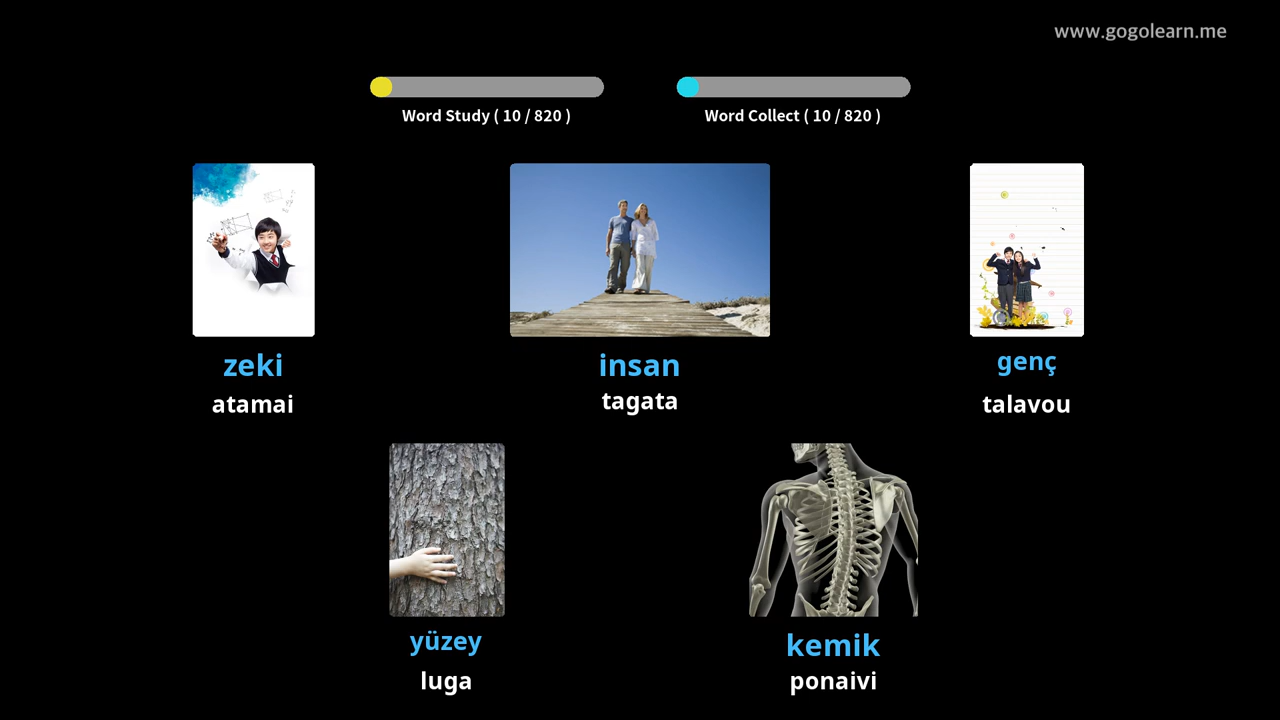 www.gogolearn.me
Word Study ( 10 / 820 )
Word Collect ( 10 / 820 )
zeki
atamai
insan
tagata
genç
talavou
yüzey
luga
kemik
ponaivi